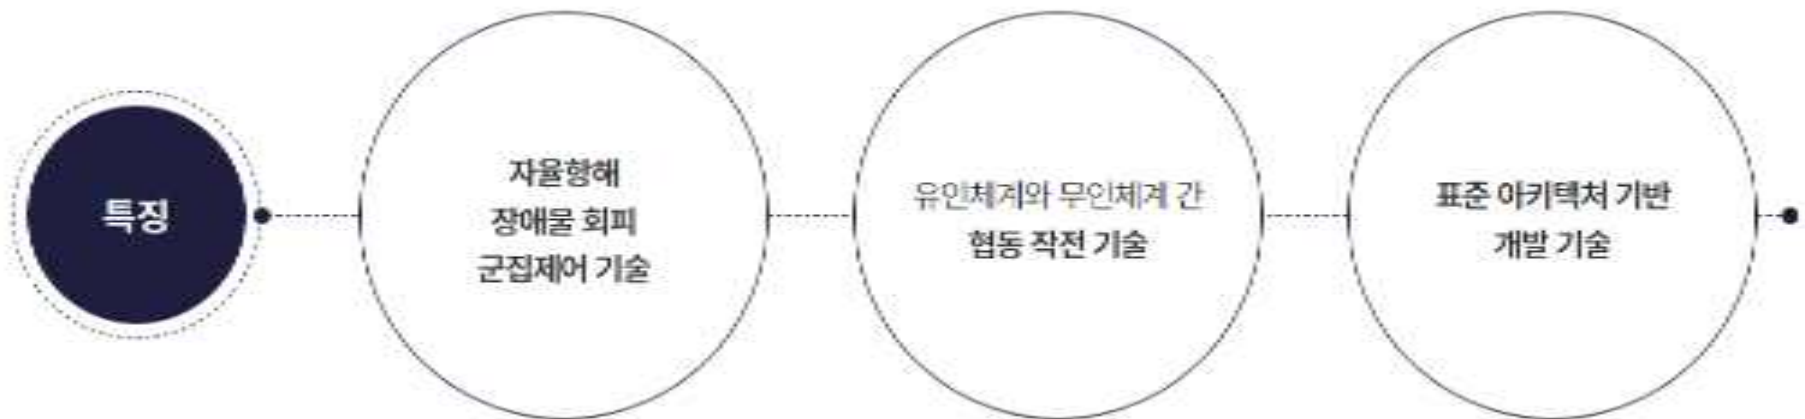 특징
자율항해
장애물 회피
군집제어 기술
유인체계와 무인체계 간
협동 작전 기술
표준 아키텍처 기반
개발 기술